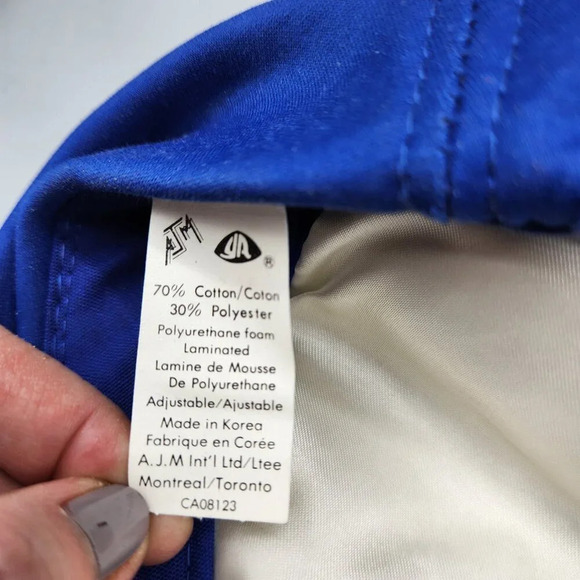 AJM YA ®
70% Cotton/Coton
30% Polyester
Polyurethane foam
Laminated
Lamine de Mousse
De Polyurethane
Adjustable/Ajustable
Made in Korea
Fabrique en Corée
A.J.M Int'l Ltd/Ltee
Montreal/Toronto
CA08123